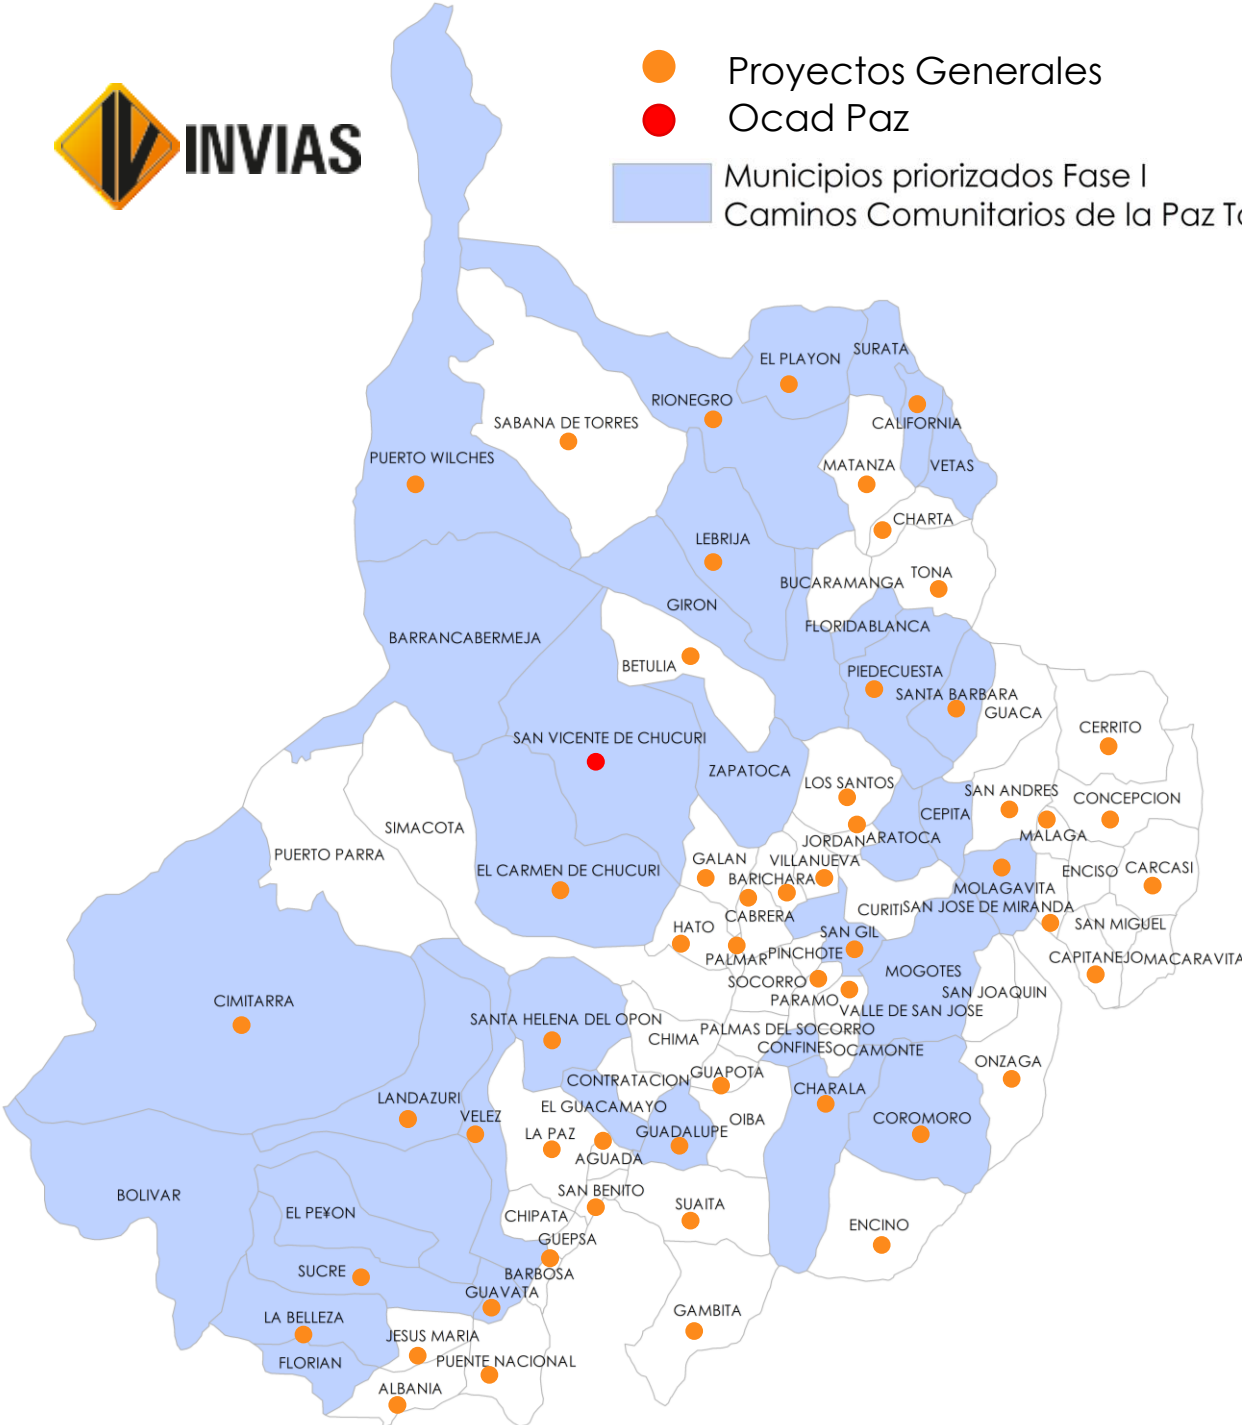 INVIAS
Proyectos Generales
Ocad Paz
Municipios priorizados Fase I
Caminos Comunitarios de la Paz To
SURATA
EL PLAYON
RIONEGRO
SABANA DE TORRES
CALIFORNIA
PUERTO WILCHES
MATANZA
VETAS
CHARTA
LEBRIJA
TONA
BUCARAMANGA
GIRON
FLORIDABLANCA
BARRANCABERMEJA
BETULIA
PIEDECUESTA
SANTA BARBARA
GUACA
CERRITO
SAN VICENTE DE CHUCURI
ZAPATOCA
LOS SANTOS
SAN ANDRES
CONCEPCION
CEPITA
SIMACOTA
MALAGA
JORDAN
ARATOCA
PUERTO PARRA
GALAN
VILLANUEVA
EL CARMEN DE CHUCURI
BARICHARA
ENCISO
CARCASI
MOLAGAVITA
CURITI
SAN JOSE DE MIRANDA
CABRERA
HATO
SAN GIL
SAN MIGUEL
PALMAR
PINCHOTE
CAPITANEJO
MACARAVITA
MOGOTES
SOCORRO
SAN JOAQUIN
CIMITARRA
PARAMO
VALLE DE SAN JOSE
SANTA HELENA DEL OPON
CHIMA
PALMAS DEL SOCORRO
CONFINES
OCAMONTE
ONZAGA
CONTRATACION
GUAPOTA
CHARALA
LANDAZURI
VELEZ
EL GUACAMAYO
OIBA
COROMORO
LA PAZ
GUADALUPE
AGUADA
BOLIVAR
SAN BENITO
SUAITA
EL PE¥ON
CHIPATA
ENCINO
GUEPSA
SUCRE
BARBOSA
GUAVATA
LA BELLEZA
GAMBITA
JESUS MARIA
FLORIAN
PUENTE NACIONAL
ALBANIA